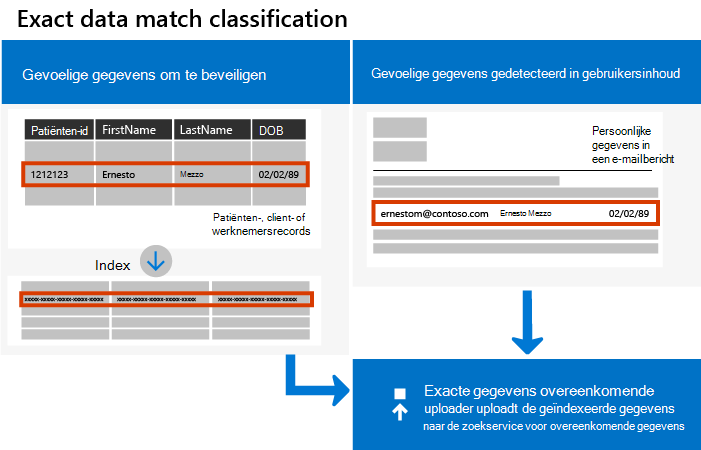 Exact data match classification
Gevoelige gegevens om te beveiligen
Patiënten-id FirstName LastName DOB
1212123 Ernesto Mezzo 02/02/89
Patiënten-, client- of
werknemersrecords
Index
xxxxx-xxxxx-xxxxx-xxxxx-xxxxx xxxxx-xxxxx-xxxxx-xxxxx-xxxxx xxxxx-xxxxx-xxxxx-xxxxx-xxxxx
Gevoelige gegevens gedetecteerd in gebruikersinhoud
Persoonlijke
gegevens in
een e-mailbericht
ernestom@contoso.com Ernesto Mezzo 02/02/89
Exacte gegevens overeenkomende
uploader uploadt de geïndexeerde gegevens
naar de zoekservice voor overeenkomende gegevens